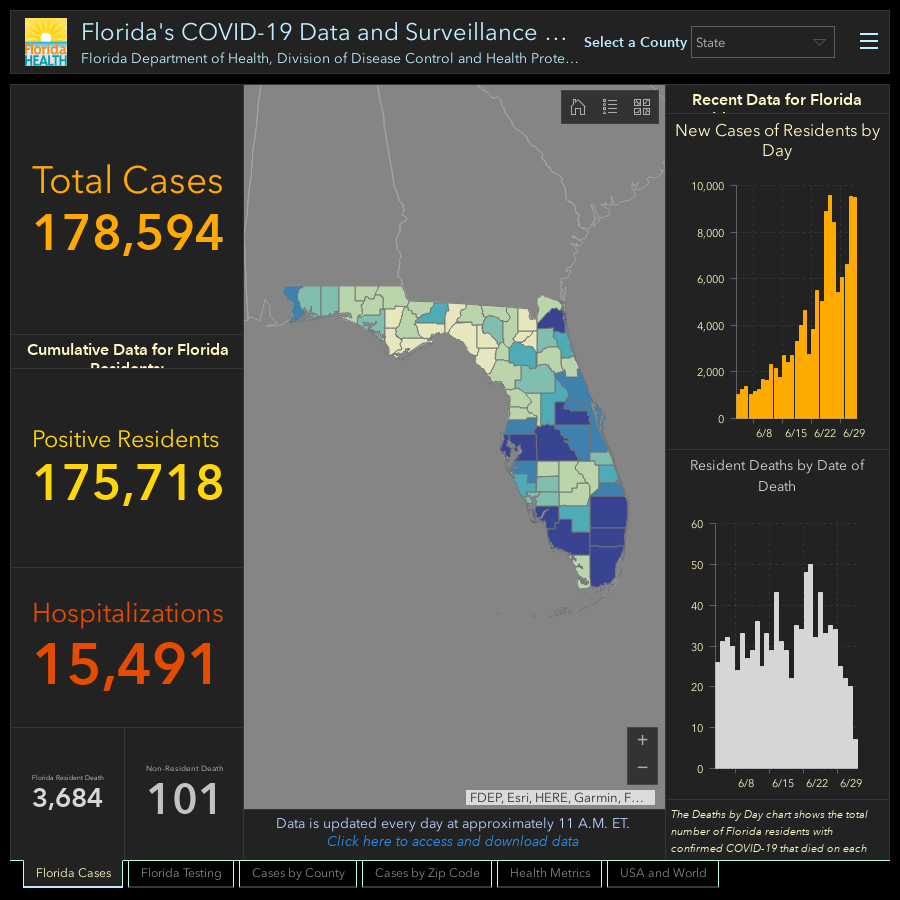 Florida
HEALTH
Florida's COVID-19 Data and Surveillance ...
Florida Department of Health, Division of Disease Control and Health Prote...
Select a County
State
Total Cases
178,594
Cumulative Data for Florida
Residents:
Positive Residents
175,718
Hospitalizations
15,491
Florida Resident Death
3,684
Non-Resident Death
101
+
−
FDEP, Esri, HERE, Garmin, F...
Data is updated every day at approximately 11 A.M. ET.
Click here to access and download data
Recent Data for Florida
New Cases of Residents by
Day
10,000
8,000
6,000
4,000
2,000
0
6/8 6/15 6/22 6/29
Resident Deaths by Date of
Death
60
50
40
30
20
10
0
6/8 6/15 6/22 6/29
The Deaths by Day chart shows the total
number of Florida residents with
confirmed COVID-19 that died on each
Florida Cases
Florida Testing
Cases by County
Cases by Zip Code
Health Metrics
USA and World